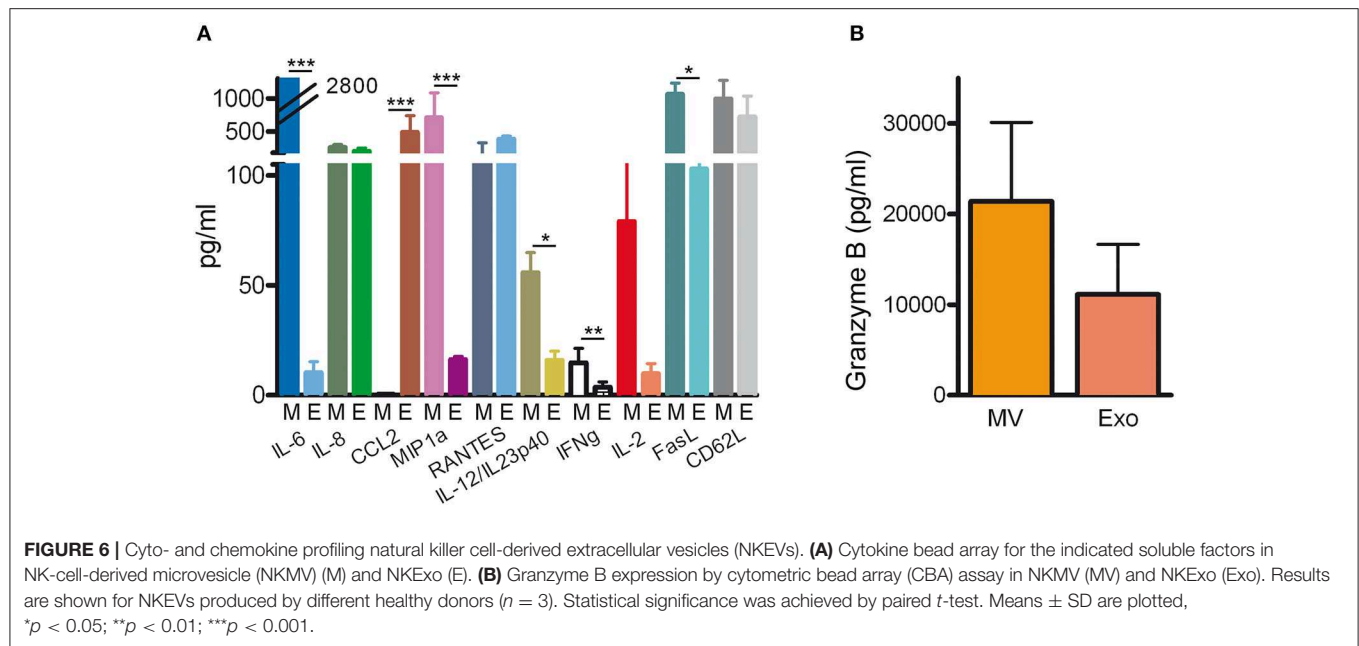 A
B
*** 2800 *** *** * * **
1000
500
100
50
0
pg/ml
M E M E M E M E M E M E M E M E M E M E
IL-6 IL-8 CCL2 MIP1a RANTES IL-12/IL23p40 IFNg IL-2 FasL CD62L
30000
20000
10000
0
Granzyme B (pg/ml)
MV Exo
FIGURE 6 | Cyto- and chemokine profiling natural killer cell-derived extracellular vesicles (NKEVs). (A) Cytokine bead array for the indicated soluble factors in
NK-cell-derived microvesicle (NKMV) (M) and NKExo (E). (B) Granzyme B expression by cytometric bead array (CBA) assay in NKMV (MV) and NKExo (Exo). Results
are shown for NKEVs produced by different healthy donors (n = 3). Statistical significance was achieved by paired t-test. Means ± SD are plotted,
*p < 0.05; **p < 0.01; ***p < 0.001.